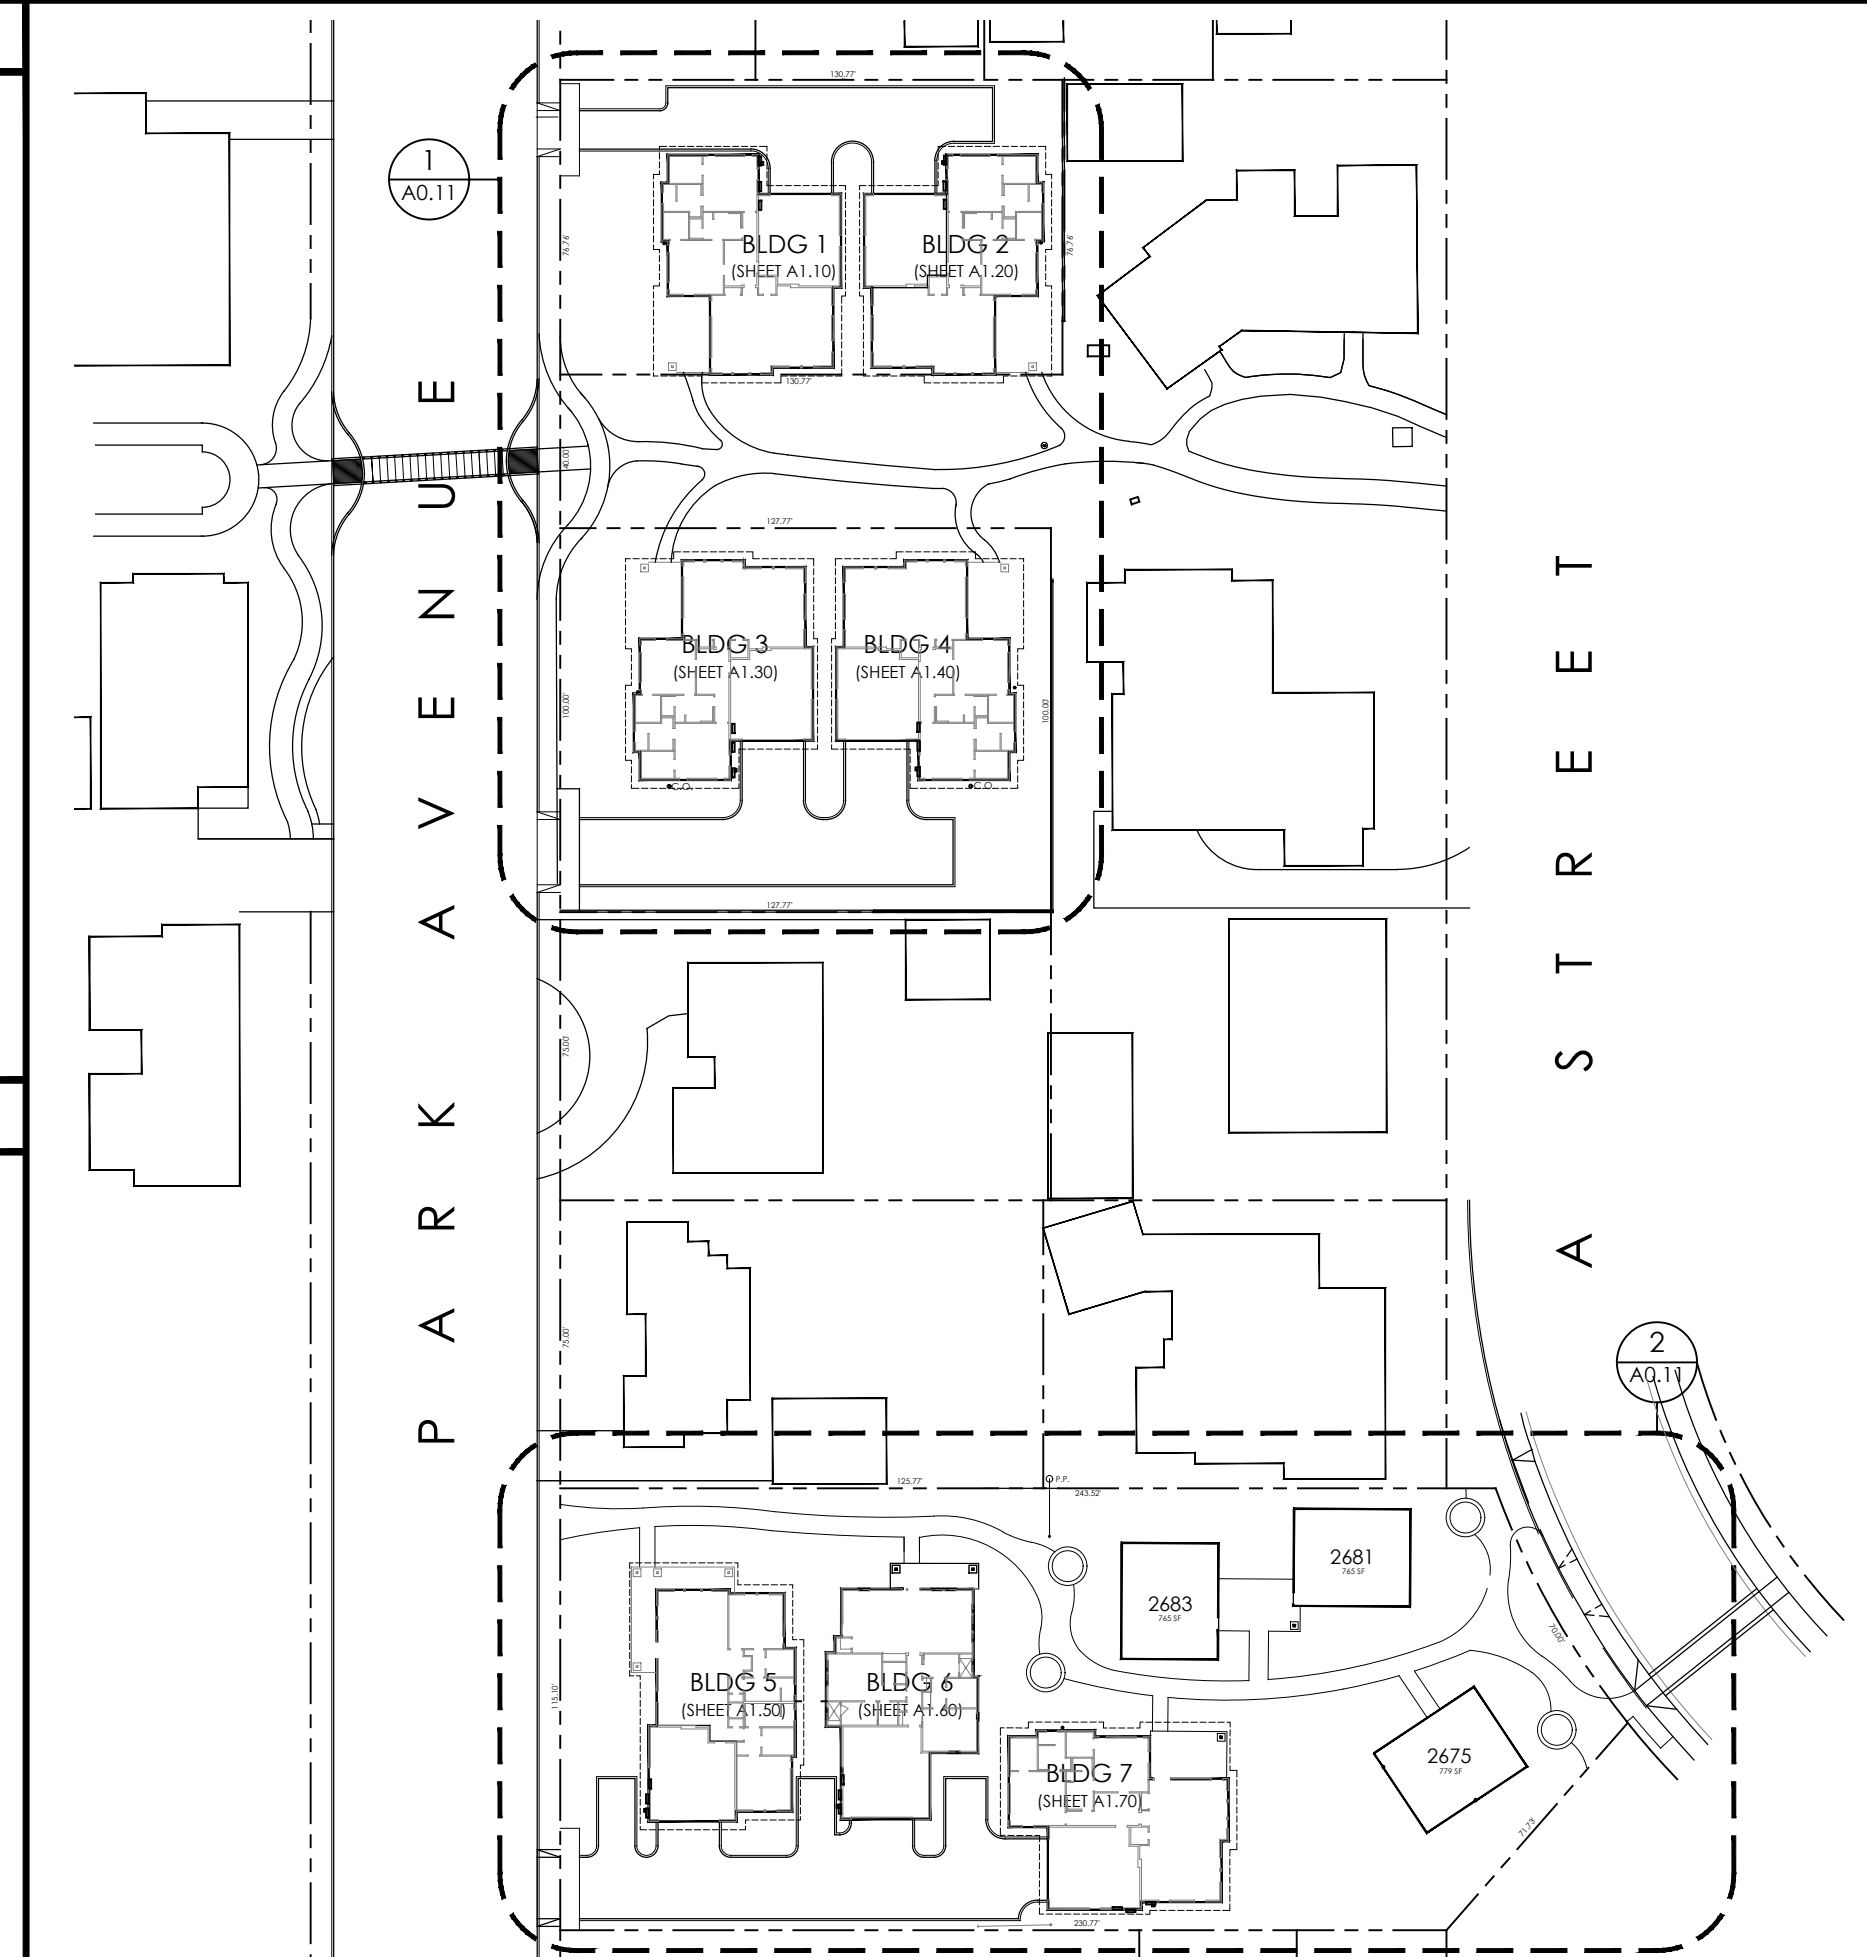 130.77'
1
A0.11
76.76'
BLDG 1
(SHEET A1.10)
BLDG 2
(SHEET A1.20)
76.76'
130.77'
40.00'
127.77'
BLDG 3
(SHEET A1.30)
BLDG 4
(SHEET A1.40)
100.00'
100.00'
C.O.
C.O.
127.77'
PARK AVENUE
A STREET
75.00'
75.00'
2
A0.11
125.77'
P.P.
243.52'
2681
765 SF
2683
765 SF
70.00'
115.10'
BLDG 5
(SHEET A1.50)
BLDG 6
(SHEET A1.60)
BLDG 7
(SHEET A1.70)
2675
779 SF
71.73'
230.77'